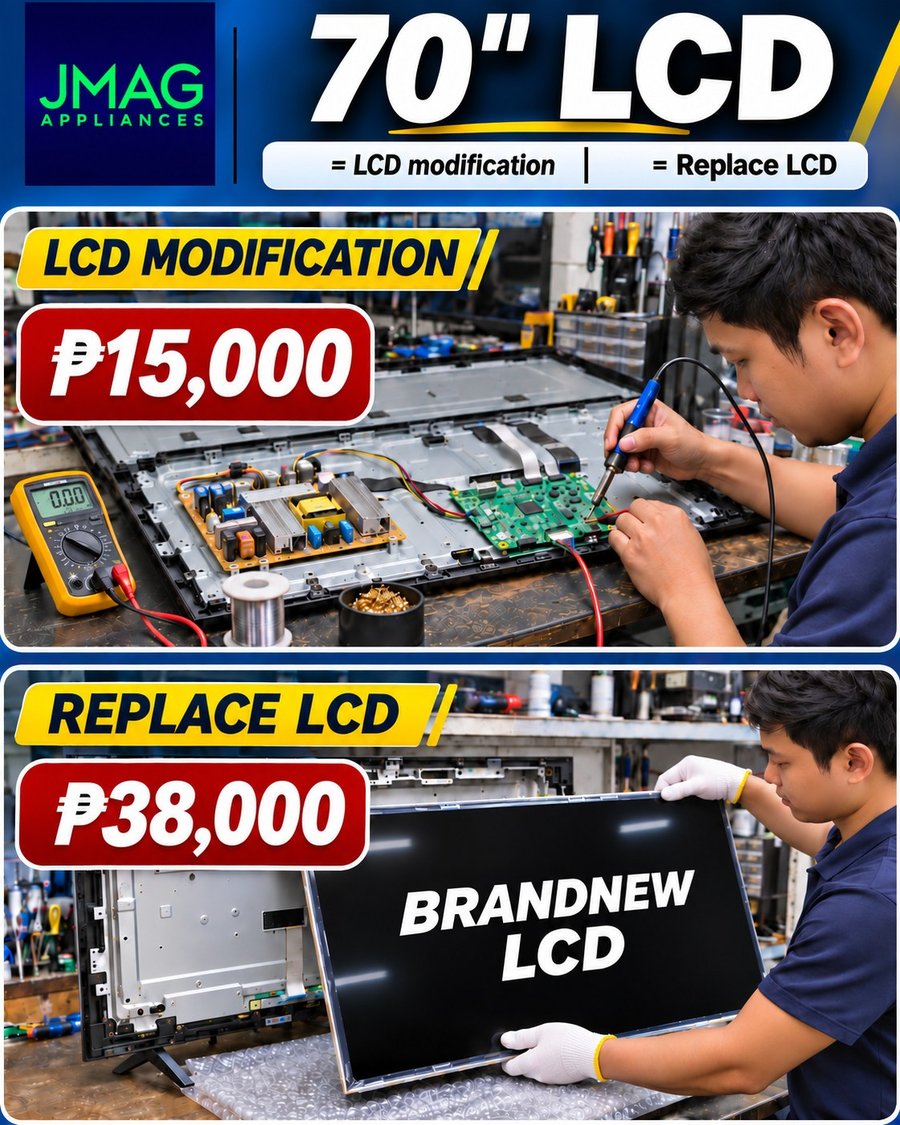 JMAG
APPLIANCES
70" LCD
= LCD modification | = Replace LCD
LCD MODIFICATION
₱15,000
0.00
REPLACE LCD
₱38,000
BRANDNEW
LCD